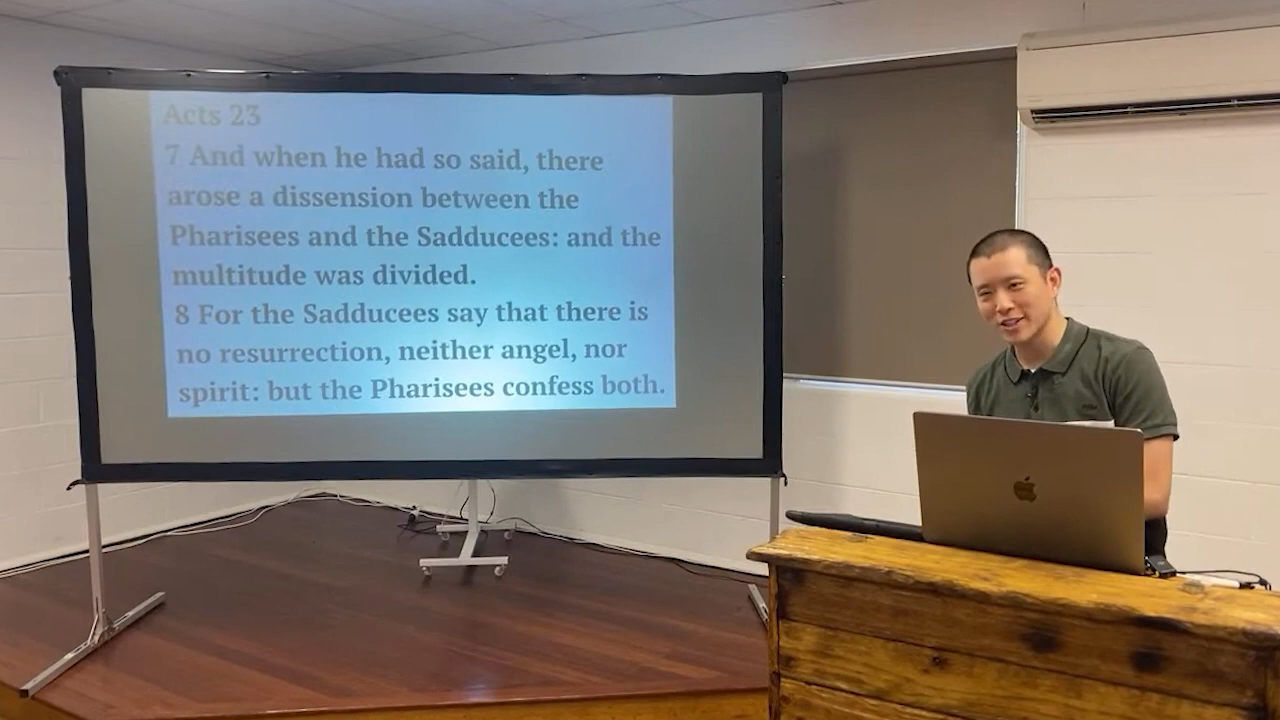 Acts 23
7 And when he had so said, there
arose a dissension between the
Pharisees and the Sadducees: and the
multitude was divided.
8 For the Sadducees say that there is
no resurrection, neither angel, nor
spirit: but the Pharisees confess both.